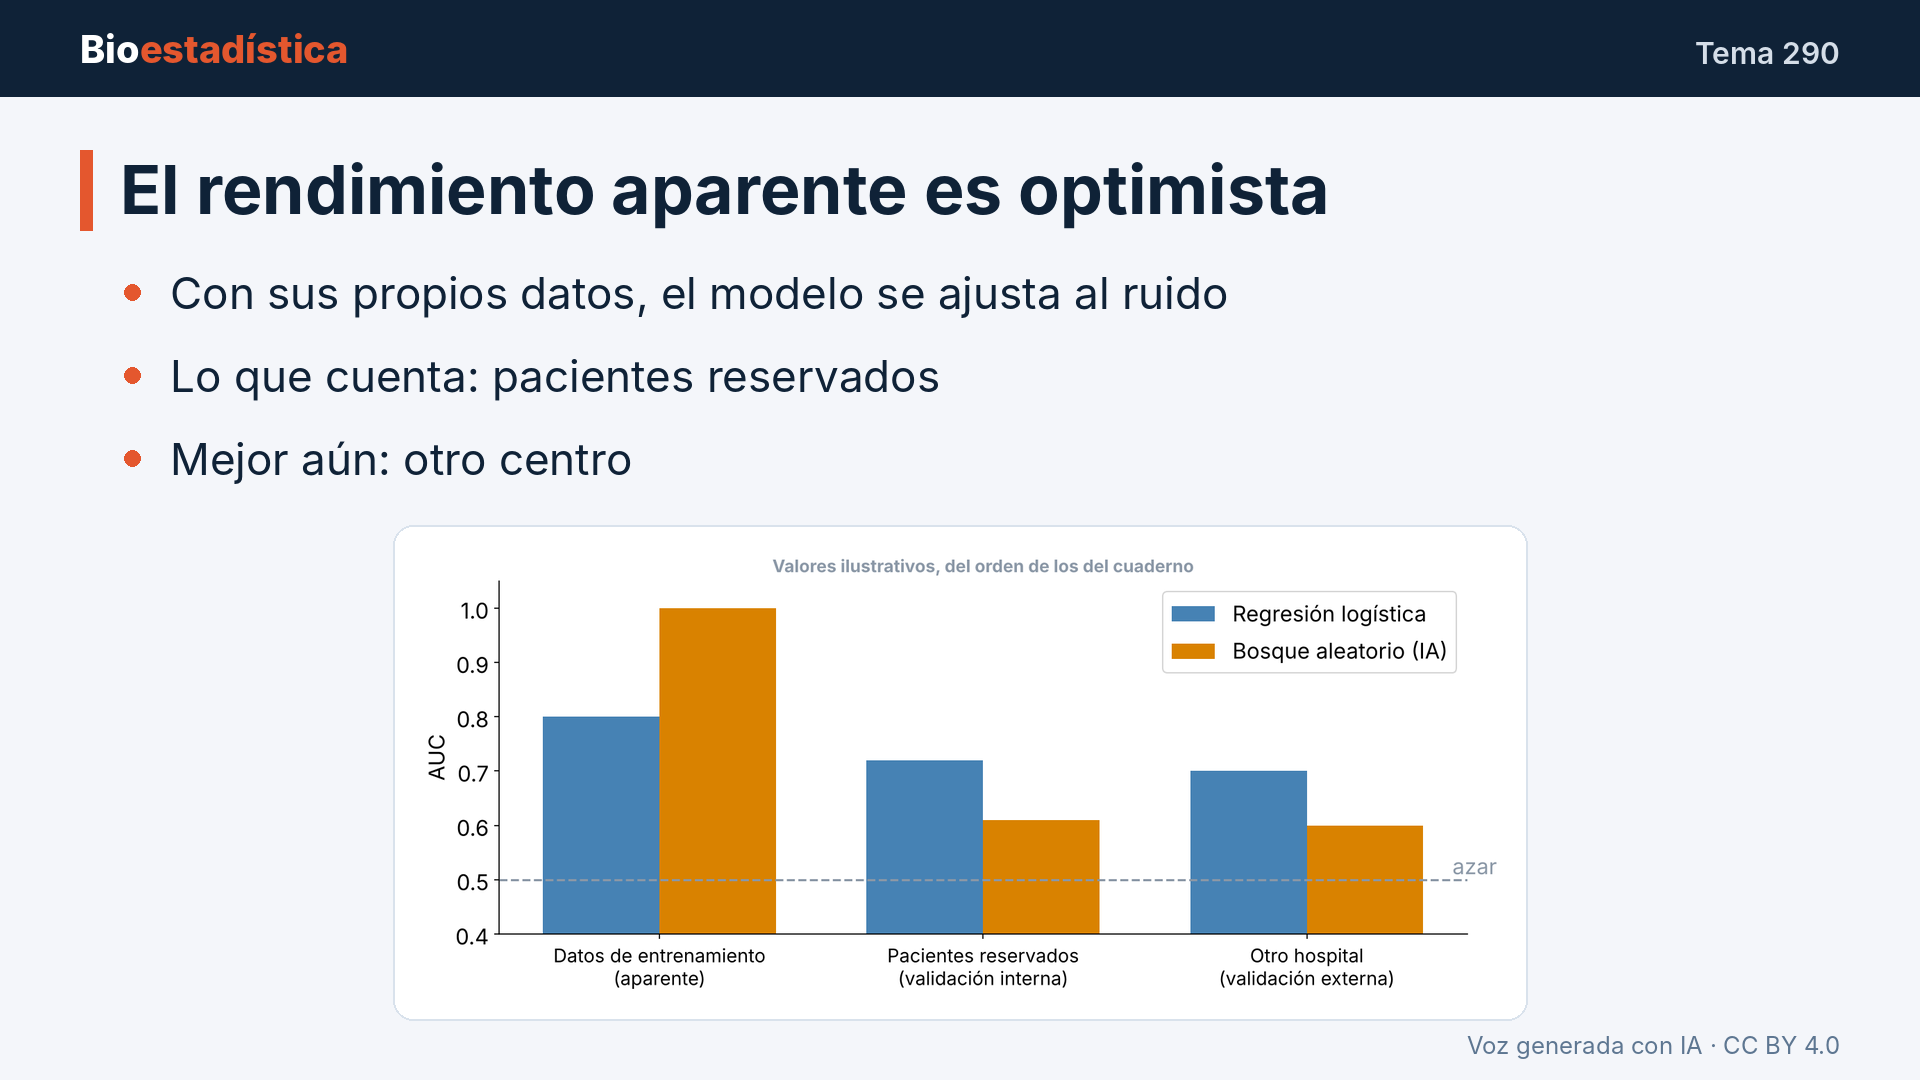 Bioestadística
Tema 290
El rendimiento aparente es optimista
Con sus propios datos, el modelo se ajusta al ruido
Lo que cuenta: pacientes reservados
Mejor aún: otro centro
Valores ilustrativos, del orden de los del cuaderno
Regresión logística
Bosque aleatorio (IA)
AUC
1.0
0.9
0.8
0.7
0.6
0.5
0.4
azar
Datos de entrenamiento
(aparente)
Pacientes reservados
(validación interna)
Otro hospital
(validación externa)
Voz generada con IA · CC BY 4.0